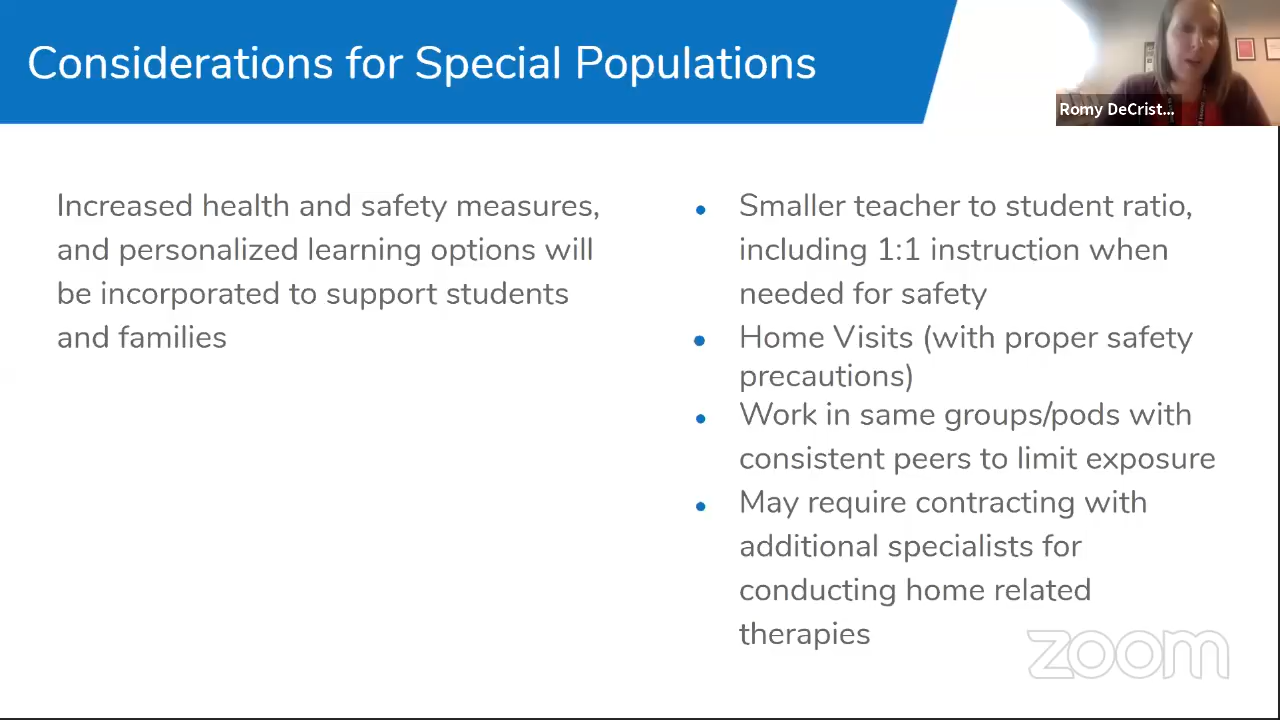 Considerations for Special Populations
Romy DeCrist...
Increased health and safety measures,
and personalized learning options will
be incorporated to support students
and families
• Smaller teacher to student ratio,
including 1:1 instruction when
needed for safety
• Home Visits (with proper safety
precautions)
• Work in same groups/pods with
consistent peers to limit exposure
• May require contracting with
additional specialists for
conducting home related
therapies
zoom